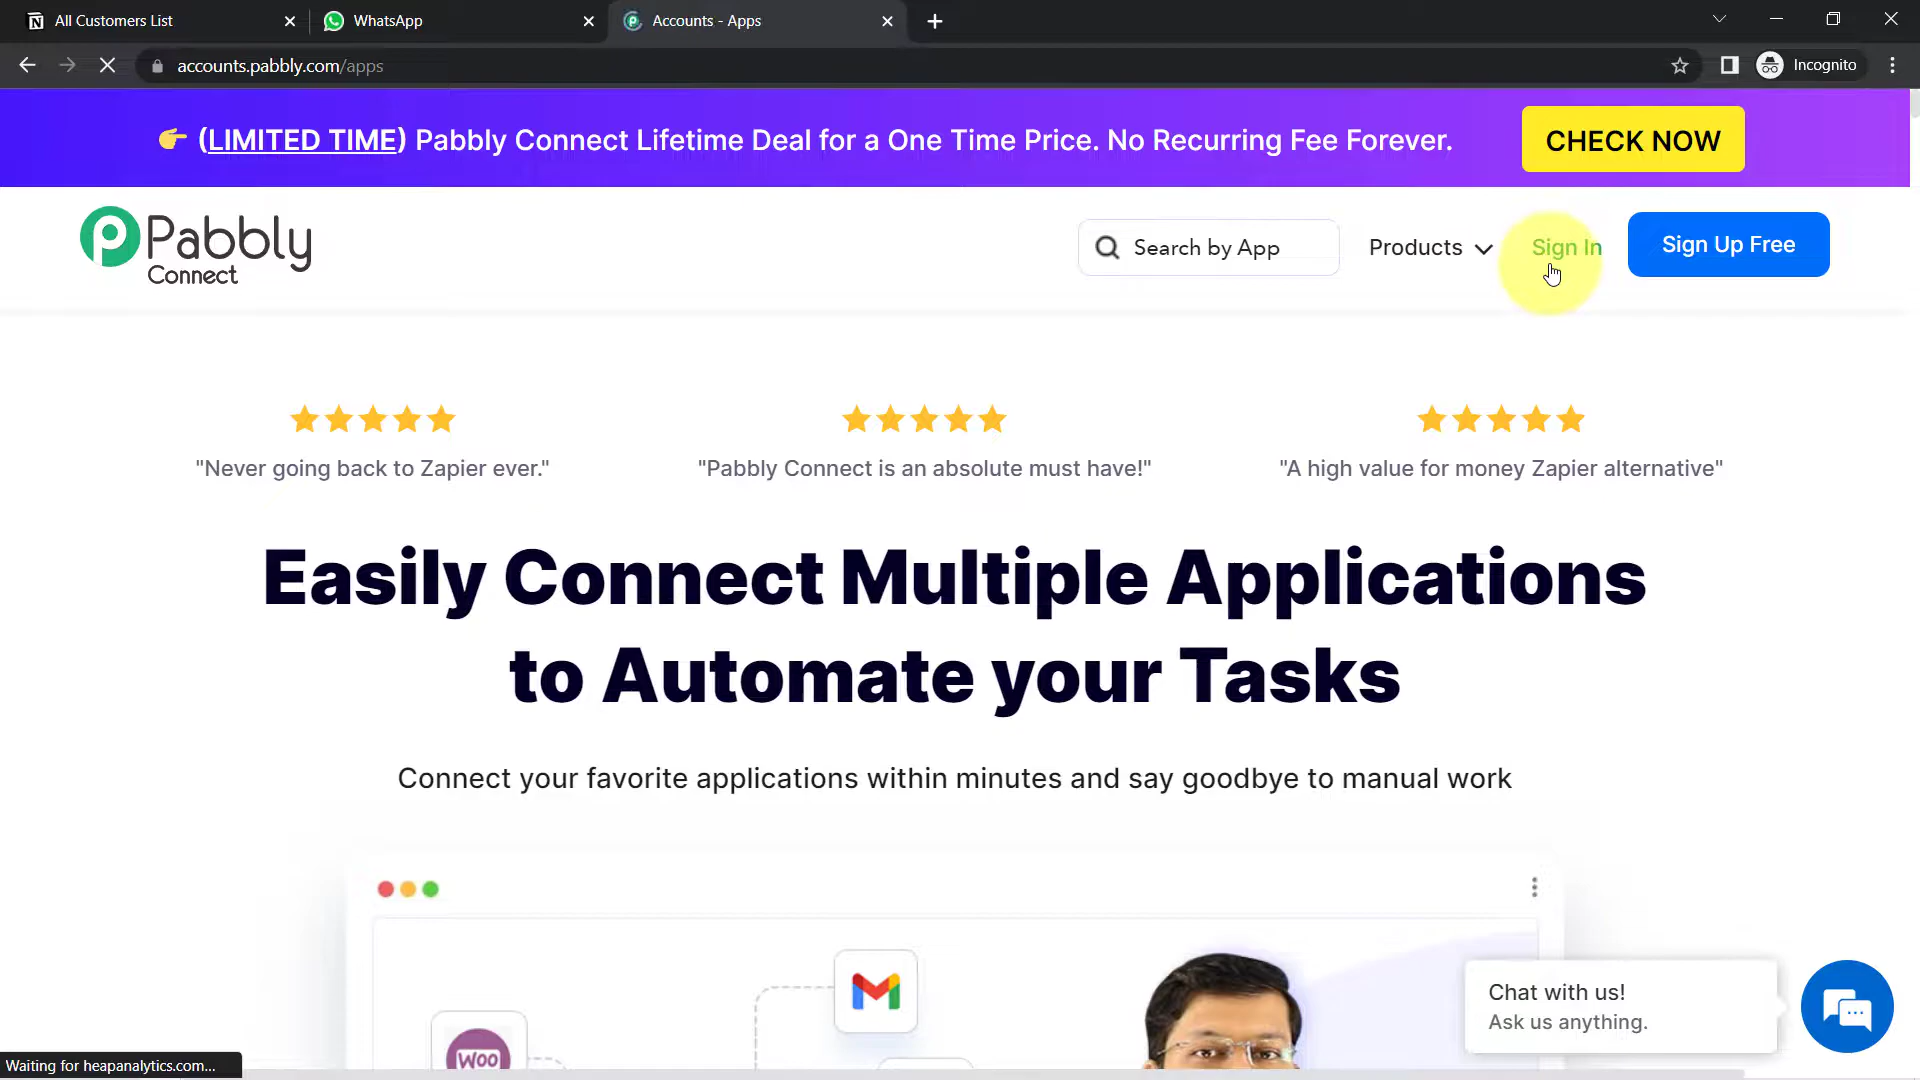 All Customers List
WhatsApp
Accounts - Apps
accounts.pabbly.com/apps
Incognito
(LIMITED TIME) Pabbly Connect Lifetime Deal for a One Time Price. No Recurring Fee Forever.
CHECK NOW
Pabbly
Connect
Search by App
Products
Sign In
Sign Up Free
"Never going back to Zapier ever."
"Pabbly Connect is an absolute must have!"
"A high value for money Zapier alternative"
Easily Connect Multiple Applications
to Automate your Tasks
Connect your favorite applications within minutes and say goodbye to manual work
Woo
Chat with us!
Ask us anything.
Waiting for heapanalytics.com...